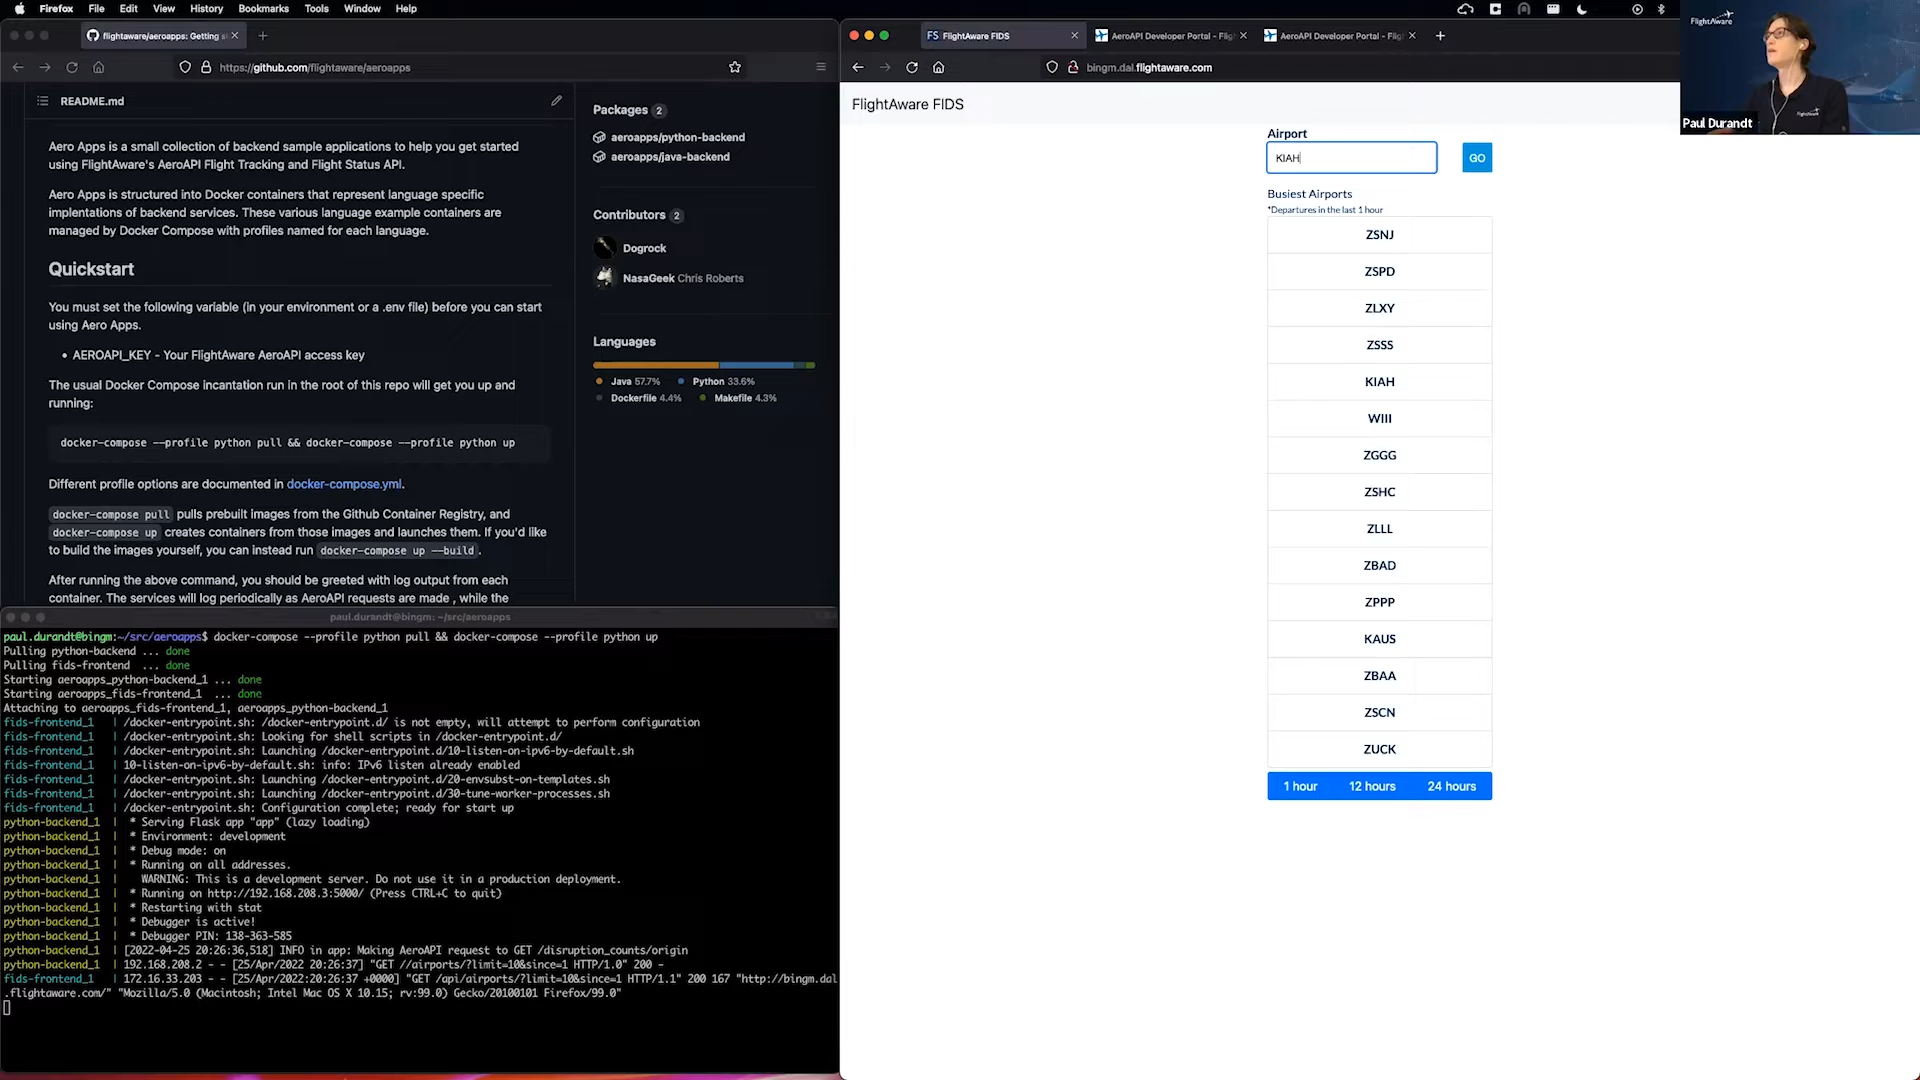 Firefox File Edit View History Bookmarks Tools Window Help
flightaware/aeroapps: Getting s
https://github.com/flightaware/aeroapps
README.md
Aero Apps is a small collection of backend sample applications to help you get started
using FlightAware's AeroAPI Flight Tracking and Flight Status API.
Aero Apps is structured into Docker containers that represent language specific
implentations of backend services. These various language example containers are
managed by Docker Compose with profiles named for each language.
Quickstart
You must set the following variable (in your environment or a .env file) before you can start
using Aero Apps.
• AEROAPI_KEY - Your FlightAware AeroAPI access key
The usual Docker Compose incantation run in the root of this repo will get you up and
running:
docker-compose --profile python pull && docker-compose --profile python up
Different profile options are documented in docker-compose.yml.
docker-compose pull pulls prebuilt images from the Github Container Registry, and
docker-compose up creates containers from those images and launches them. If you'd like
to build the images yourself, you can instead run docker-compose up --build.
After running the above command, you should be greeted with log output from each
container. The services will log periodically as AeroAPI requests are made , while the
Packages 2
aeroapps/python-backend
aeroapps/java-backend
Contributors 2
Dogrock
NasaGeek Chris Roberts
Languages
Java 57.7% Python 33.6%
Dockerfile 4.4% Makefile 4.3%
paul.durandt@bingm: ~/src/aeroapps
paul.durandt@bingm:~/src/aeroapps$ docker-compose --profile python pull && docker-compose --profile python up
Pulling python-backend ... done
Pulling fids-frontend ... done
Starting aeroapps_python-backend_1 ... done
Starting aeroapps_fids-frontend_1 ... done
Attaching to aeroapps_fids-frontend_1, aeroapps_python-backend_1
fids-frontend_1 | /docker-entrypoint.sh: /docker-entrypoint.d/ is not empty, will attempt to perform configuration
fids-frontend_1 | /docker-entrypoint.sh: Looking for shell scripts in /docker-entrypoint.d/
fids-frontend_1 | /docker-entrypoint.sh: Launching /docker-entrypoint.d/10-listen-on-ipv6-by-default.sh
fids-frontend_1 | 10-listen-on-ipv6-by-default.sh: info: IPv6 listen already enabled
fids-frontend_1 | /docker-entrypoint.sh: Launching /docker-entrypoint.d/20-envsubst-on-templates.sh
fids-frontend_1 | /docker-entrypoint.sh: Launching /docker-entrypoint.d/30-tune-worker-processes.sh
fids-frontend_1 | /docker-entrypoint.sh: Configuration complete; ready for start up
python-backend_1 | * Serving Flask app "app" (lazy loading)
python-backend_1 | * Environment: development
python-backend_1 | * Debug mode: on
python-backend_1 | * Running on all addresses.
python-backend_1 | WARNING: This is a development server. Do not use it in a production deployment.
python-backend_1 | * Running on http://192.168.208.3:5000/ (Press CTRL+C to quit)
python-backend_1 | * Restarting with stat
python-backend_1 | * Debugger is active!
python-backend_1 | * Debugger PIN: 138-363-585
python-backend_1 | [2022-04-25 20:26:36,518] INFO in app: Making AeroAPI request to GET /disruption_counts/origin
python-backend_1 | 192.168.208.2 - - [25/Apr/2022 20:26:37] "GET //airports/?limit=10&since=1 HTTP/1.0" 200 -
fids-frontend_1 | 172.16.33.203 - - [25/Apr/2022:20:26:37 +0000] "GET /api/airports/?limit=10&since=1 HTTP/1.1" 200 167 "http://bingm.dal
.flightaware.com/" "Mozilla/5.0 (Macintosh; Intel Mac OS X 10.15; rv:99.0) Gecko/20100101 Firefox/99.0"
FS FlightAware FIDS
AeroAPI Developer Portal - Fligh
AeroAPI Developer Portal - Fligh
bingm.dal.flightaware.com
FlightAware FIDS
Airport
KIAH
GO
Busiest Airports
*Departures in the last 1 hour
ZSNJ
ZSPD
ZLXY
ZSSS
KIAH
WIII
ZGGG
ZSHC
ZLLL
ZBAD
ZPPP
KAUS
ZBAA
ZSCN
ZUCK
1 hour 12 hours 24 hours
FlightAware
FlightAware
Paul Durandt